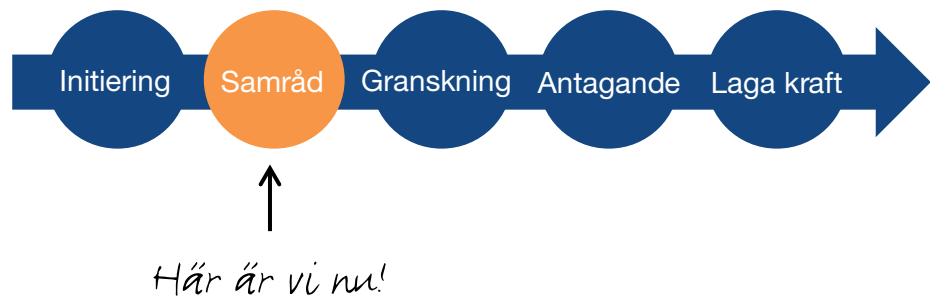 Initiering Samråd Granskning Antagande Laga kraft
Här är vi nu!